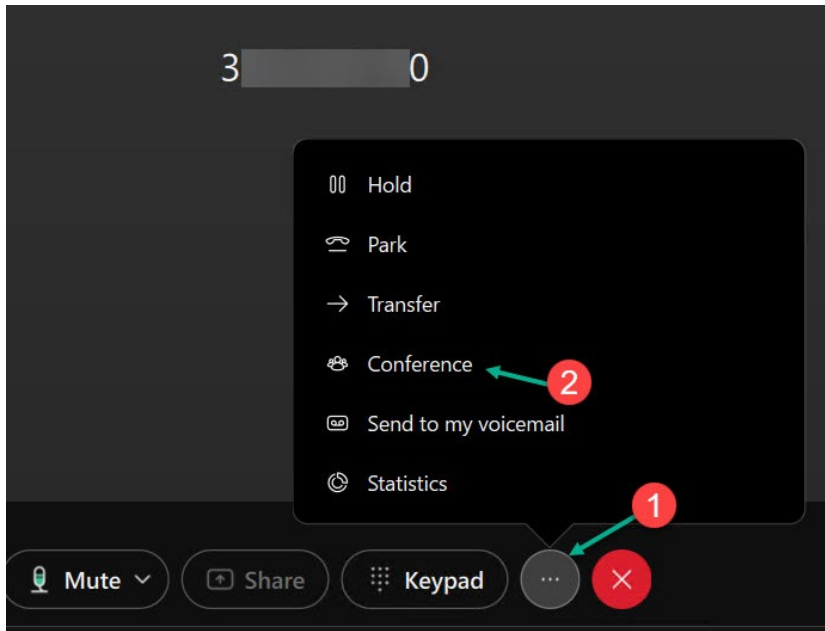 3 0
Hold
Park
Transfer
Conference
2
Send to my voicemail
Statistics
1
Mute
Share
Keypad